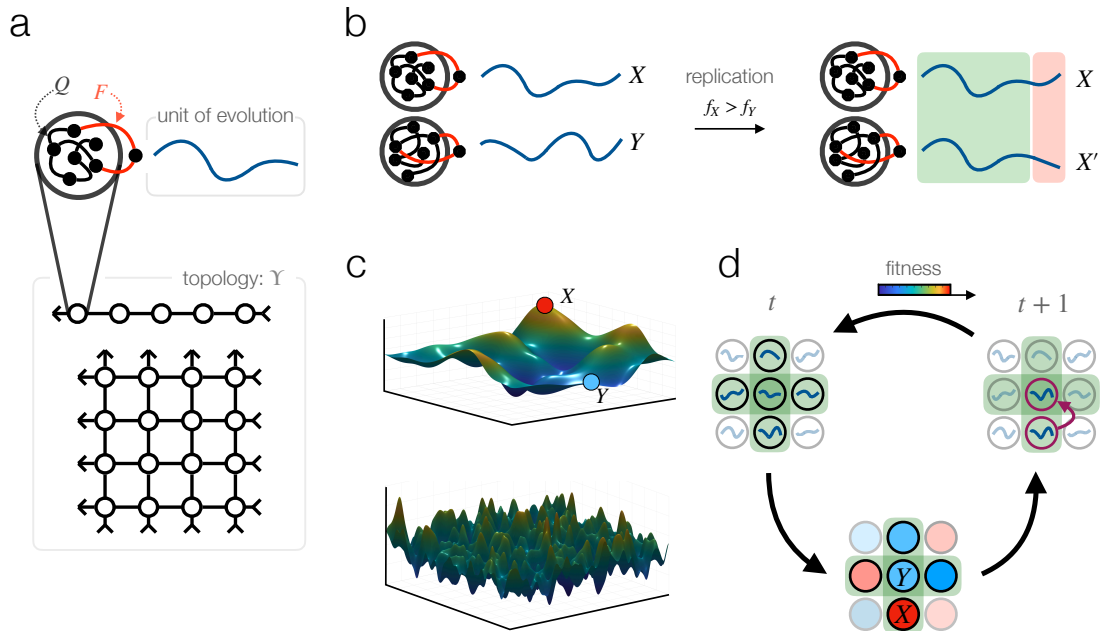 a
Q
F
unit of evolution
topology: ϒ
b
X
Y
replication
f_X > f_Y
X
X′
c
X
Y
d
fitness
t
t + 1
Y
X